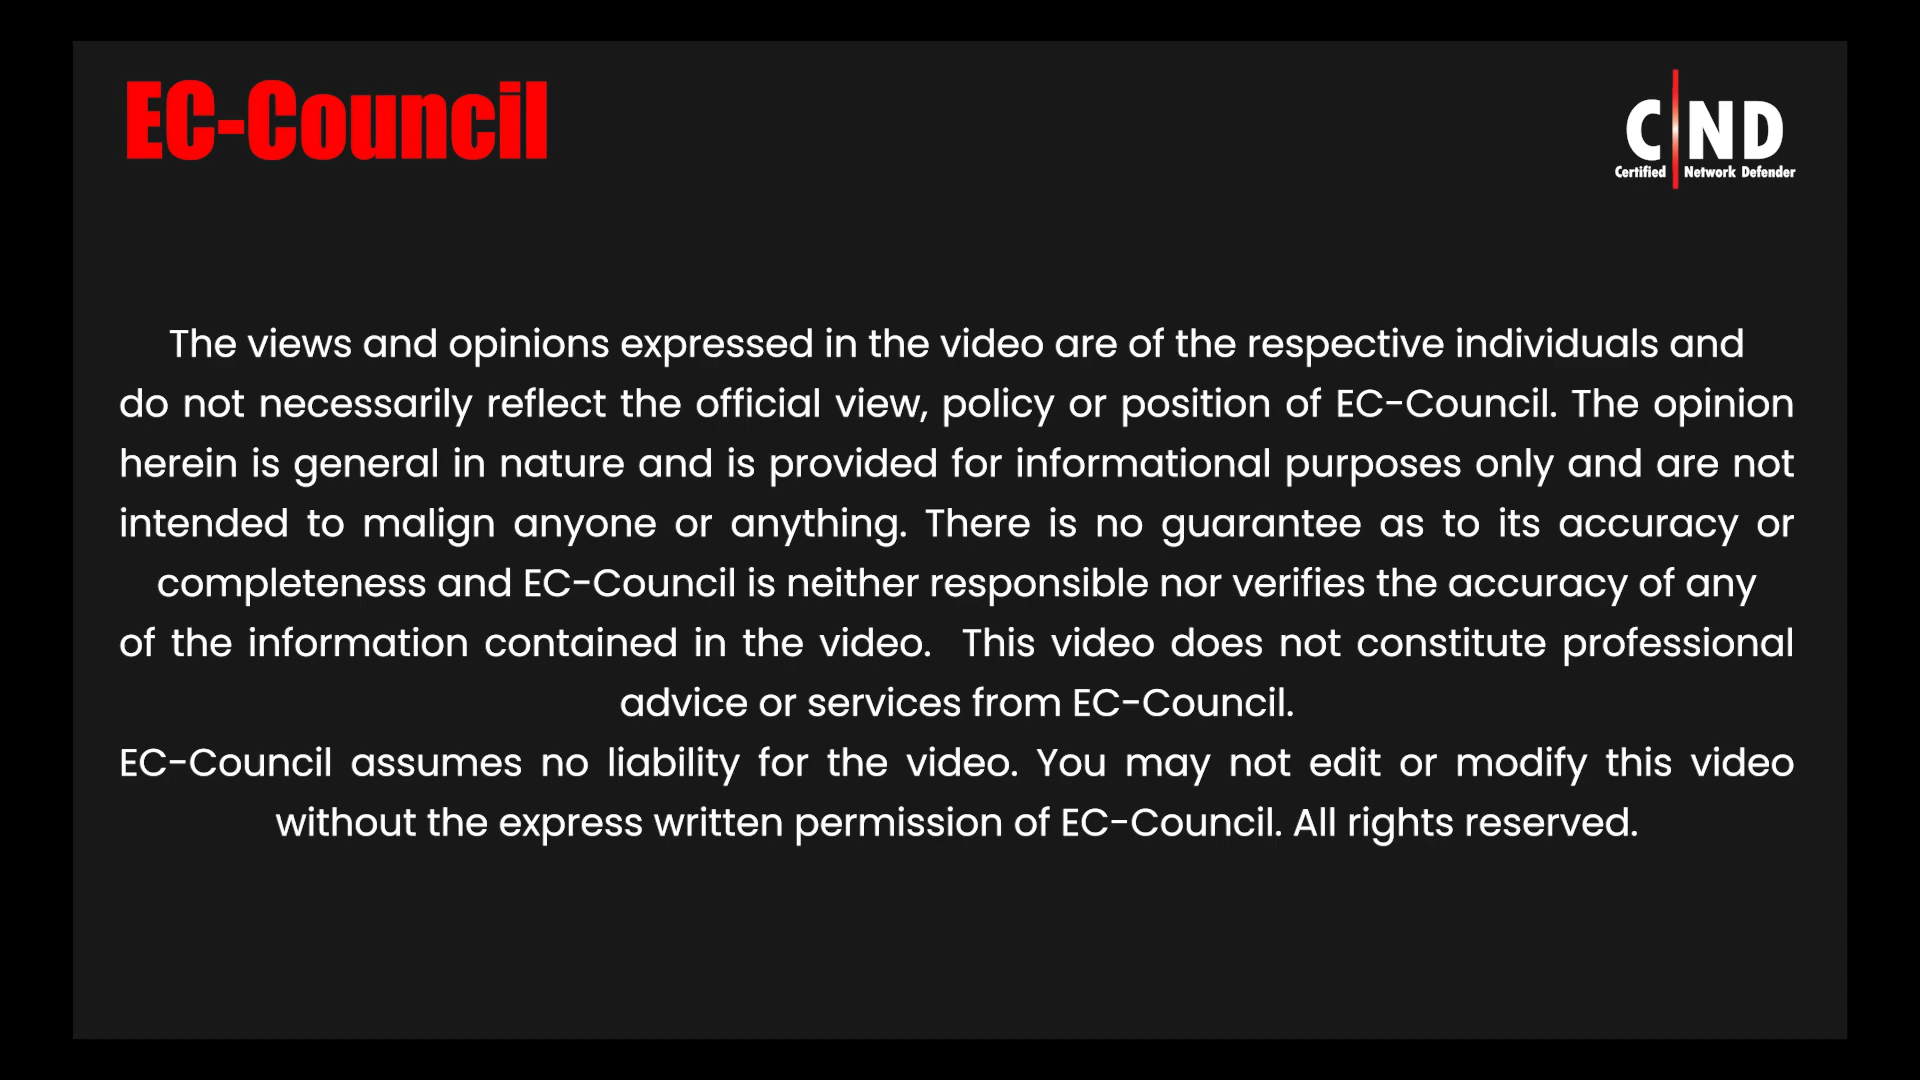 EC-Council
C|ND
Certified Network Defender
The views and opinions expressed in the video are of the respective individuals and
do not necessarily reflect the official view, policy or position of EC-Council. The opinion
herein is general in nature and is provided for informational purposes only and are not
intended to malign anyone or anything. There is no guarantee as to its accuracy or
completeness and EC-Council is neither responsible nor verifies the accuracy of any
of the information contained in the video. This video does not constitute professional
advice or services from EC-Council.
EC-Council assumes no liability for the video. You may not edit or modify this video
without the express written permission of EC-Council. All rights reserved.